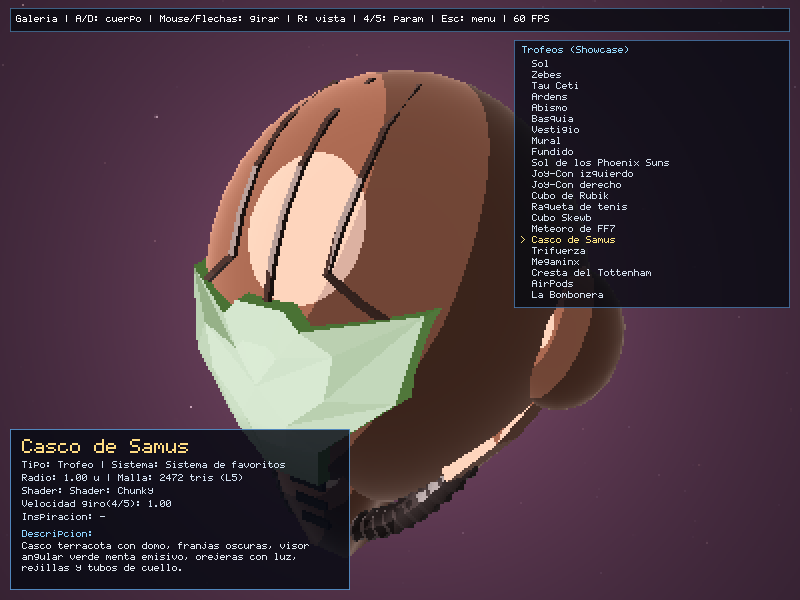 Galeria | A/D: cuerpo | Mouse/Flechas: girar | R: vista | 4/5: Param | Esc: menu | 60 FPS
Trofeos (Showcase)
Sol
Zebes
Tau Ceti
Ardens
Abismo
Basquia
Vestigio
Mural
Fundido
Sol de los Phoenix Suns
Joy-Con izquierdo
Joy-Con derecho
Cubo de Rubik
Raqueta de tenis
Cubo Skewb
Meteoro de FF7
> Casco de Samus
Trifuerza
Megaminx
Cresta del Tottenham
AirPods
La Bombonera
Casco de Samus
Tipo: Trofeo | Sistema: Sistema de favoritos
Radio: 1.00 u | Malla: 2472 tris (L5)
Shader: Shader: Chunky
Velocidad giro(4/5): 1.00
Inspiracion: -
Descripcion:
Casco terracota con domo, franjas oscuras, visor
angular verde menta emisivo, orejeras con luz,
rejillas y tubos de cuello.